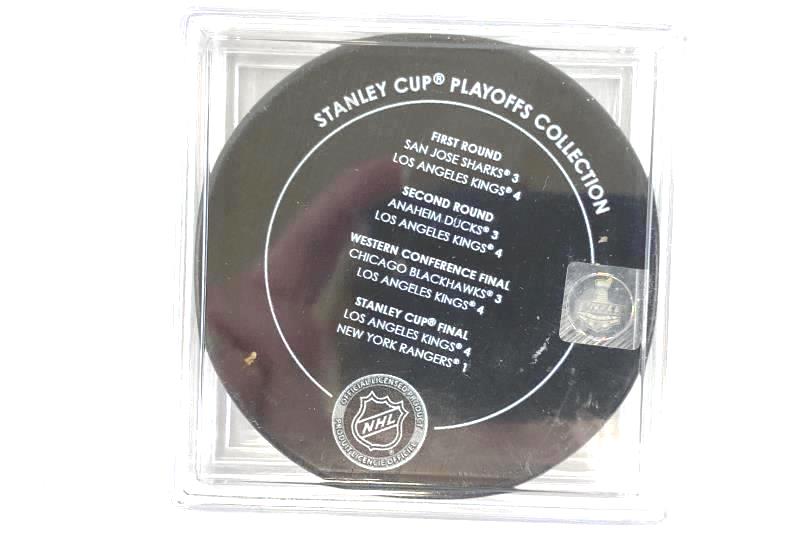 STANLEY CUP® PLAYOFFS COLLECTION
FIRST ROUND
SAN JOSE SHARKS® 3
LOS ANGELES KINGS® 4
SECOND ROUND
ANAHEIM DUCKS® 3
LOS ANGELES KINGS® 4
WESTERN CONFERENCE FINAL
CHICAGO BLACKHAWKS® 3
LOS ANGELES KINGS® 4
STANLEY CUP® FINAL
LOS ANGELES KINGS® 4
NEW YORK RANGERS® 1
OFFICIAL LICENSED PRODUCT
NHL
PRODUIT LICENCIÉ OFFICIEL
NHL